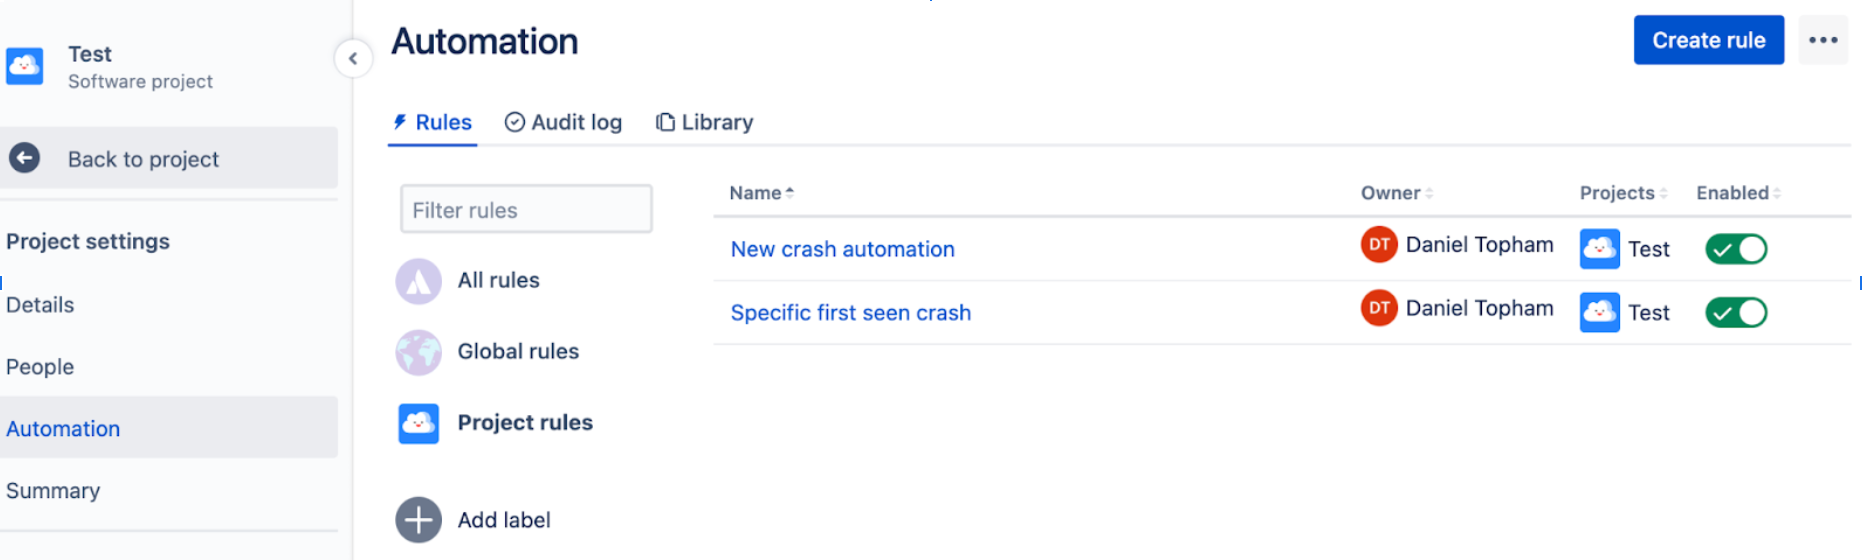 Test
Software project
Back to project
Project settings
Details
People
Automation
Summary
Automation
Create rule
Rules
Audit log
Library
Filter rules
All rules
Global rules
Project rules
Add label
Name Owner Projects Enabled
New crash automation DT Daniel Topham Test
Specific first seen crash DT Daniel Topham Test